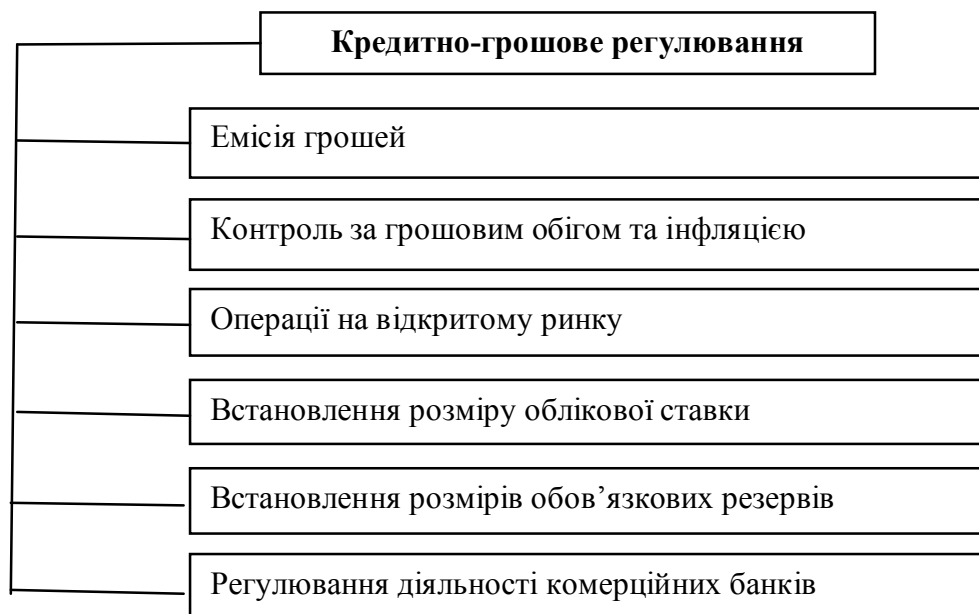 Кредитно-грошове регулювання
Емісія грошей
Контроль за грошовим обігом та інфляцією
Операції на відкритому ринку
Встановлення розміру облікової ставки
Встановлення розмірів обов’язкових резервів
Регулювання діяльності комерційних банків